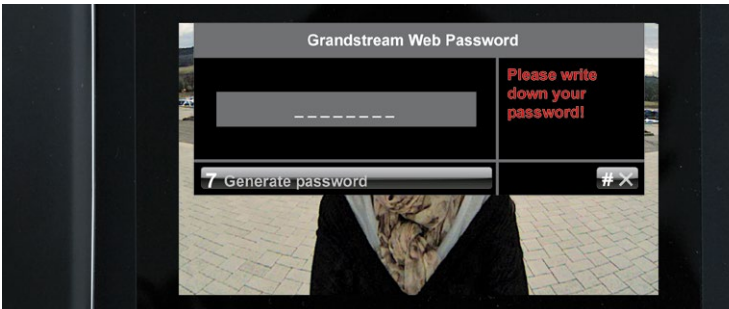 Grandstream Web Password
Please write
down your
password!
_ _ _ _ _ _ _ _
7 Generate password
# X